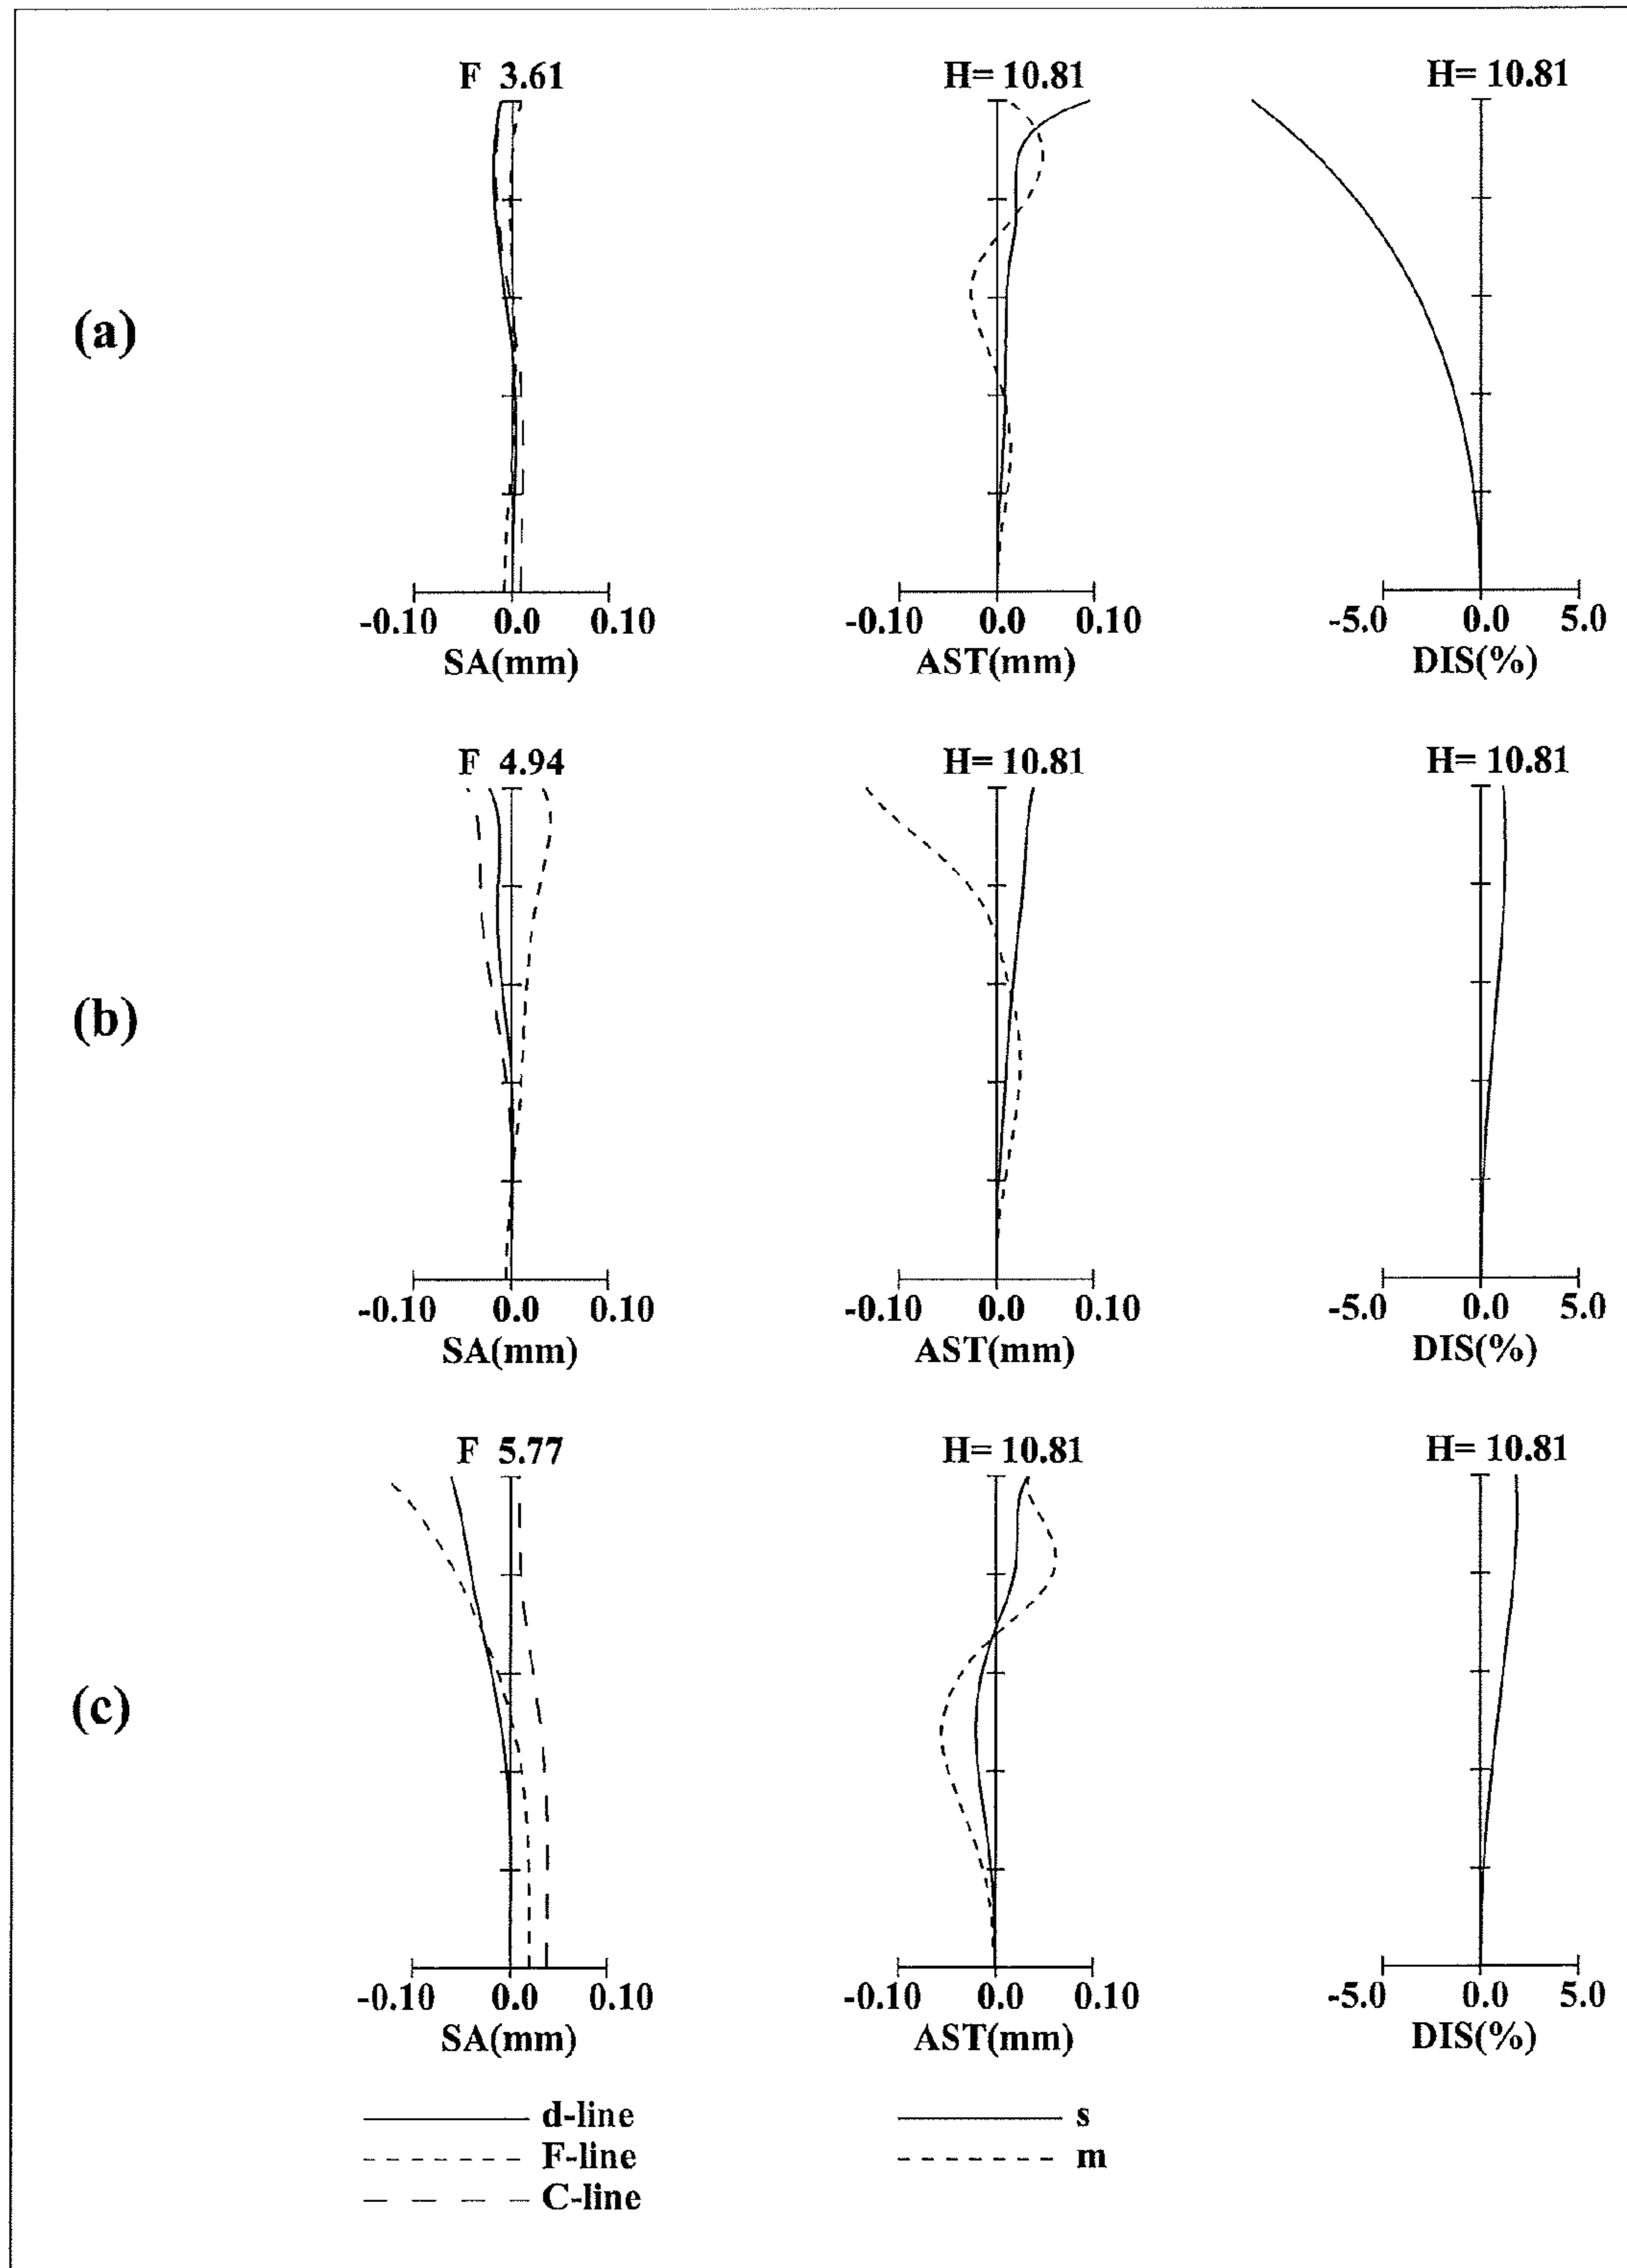 F 3.61
H= 10.81
H= 10.81
(a)
-0.10 0.0 0.10
SA(mm)
-0.10 0.0 0.10
AST(mm)
-5.0 0.0 5.0
DIS(%)
F 4.94
H= 10.81
H= 10.81
(b)
-0.10 0.0 0.10
SA(mm)
-0.10 0.0 0.10
AST(mm)
-5.0 0.0 5.0
DIS(%)
F 5.77
H= 10.81
H= 10.81
(c)
-0.10 0.0 0.10
SA(mm)
-0.10 0.0 0.10
AST(mm)
-5.0 0.0 5.0
DIS(%)
d-line
F-line
C-line
s
m